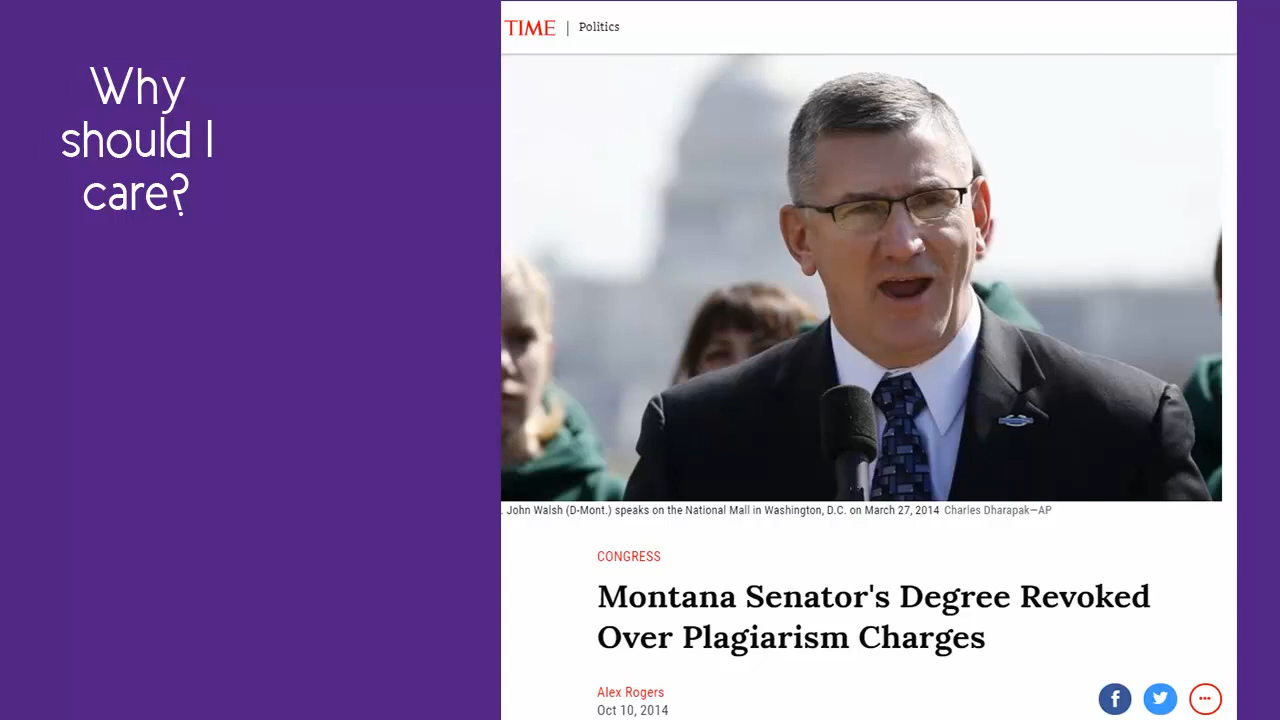 Why
should I
care?
TIME | Politics
. John Walsh (D-Mont.) speaks on the National Mall in Washington, D.C. on March 27, 2014 Charles Dharapak—AP
CONGRESS
Montana Senator's Degree Revoked
Over Plagiarism Charges
Alex Rogers
Oct 10, 2014